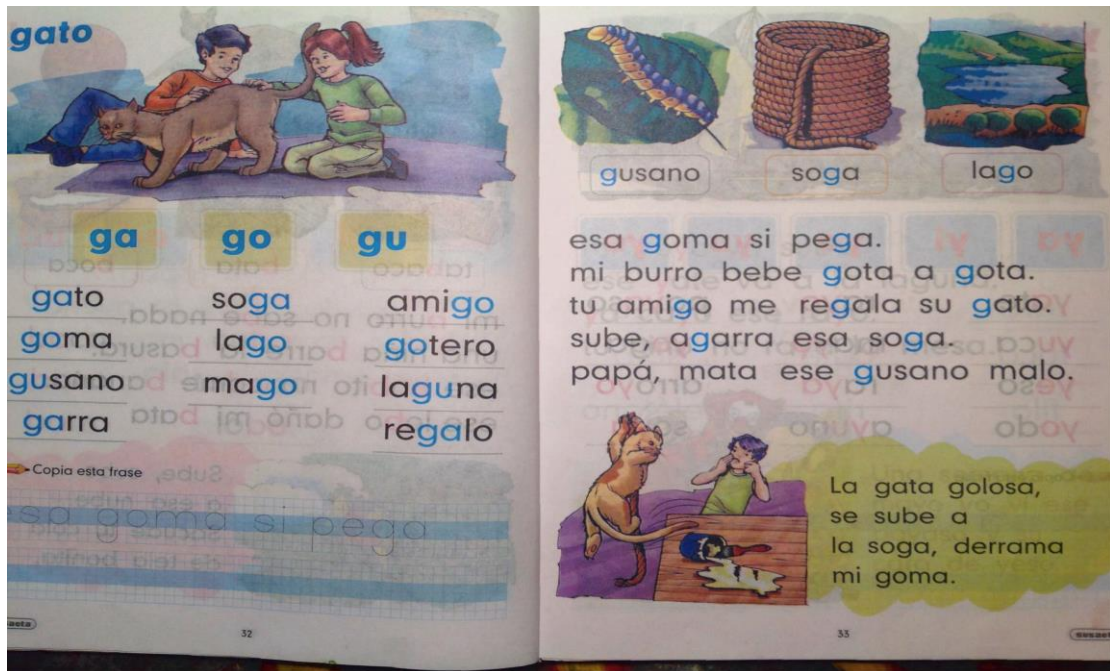 gato
ga go gu
gato soga amigo
goma lago gotero
gusano mago laguna
garra regalo
Copia esta frase
esa goma si pega
32
gusano soga lago
esa goma si pega.
mi burro bebe gota a gota.
tu amigo me regala su gato.
sube, agarra esa soga.
papá, mata ese gusano malo.
La gata golosa,
se sube a
la soga, derrama
mi goma.
33